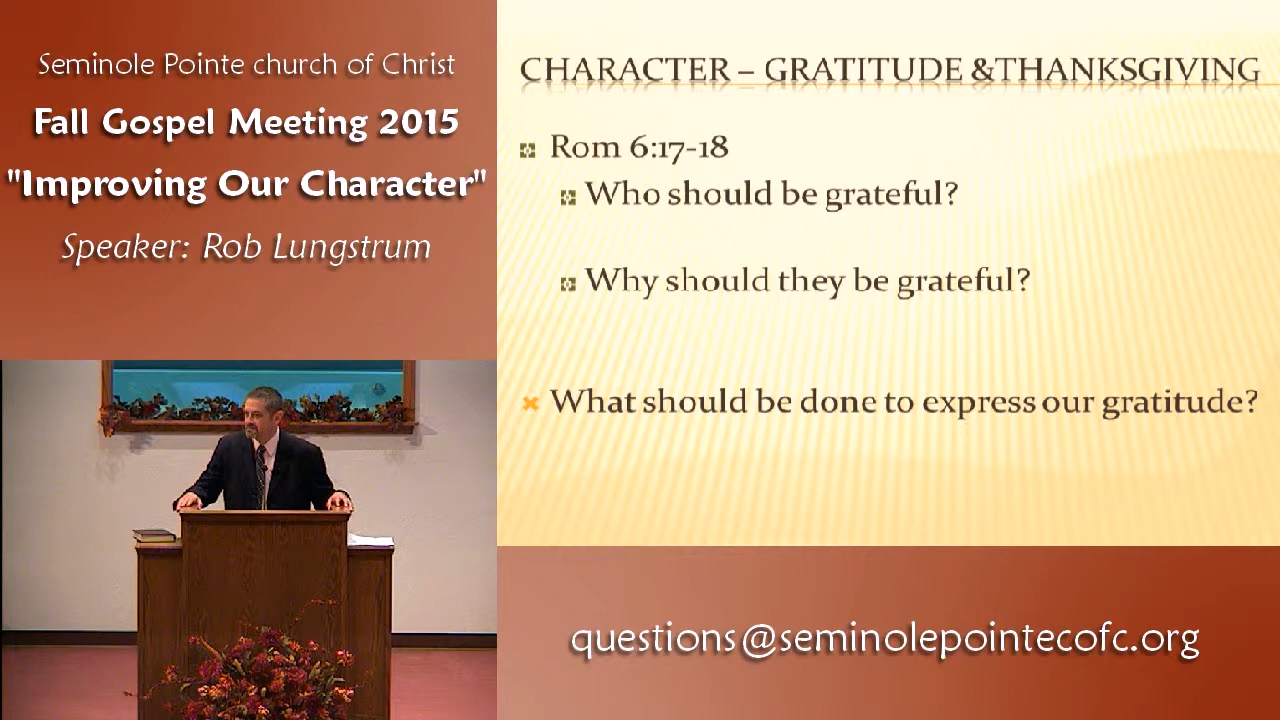 Seminole Pointe church of Christ
Fall Gospel Meeting 2015
"Improving Our Character"
Speaker: Rob Lungstrum
CHARACTER – GRATITUDE &THANKSGIVING
Rom 6:17-18
Who should be grateful?
Why should they be grateful?
What should be done to express our gratitude?
questions@seminolepointecofc.org